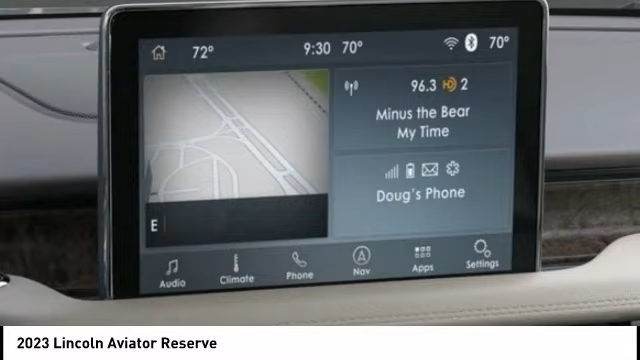 72° 9:30 70° 70°
96.3 HD 2
Minus the Bear
My Time
Doug's Phone
E
Audio Climate Phone Nav Apps Settings
2023 Lincoln Aviator Reserve